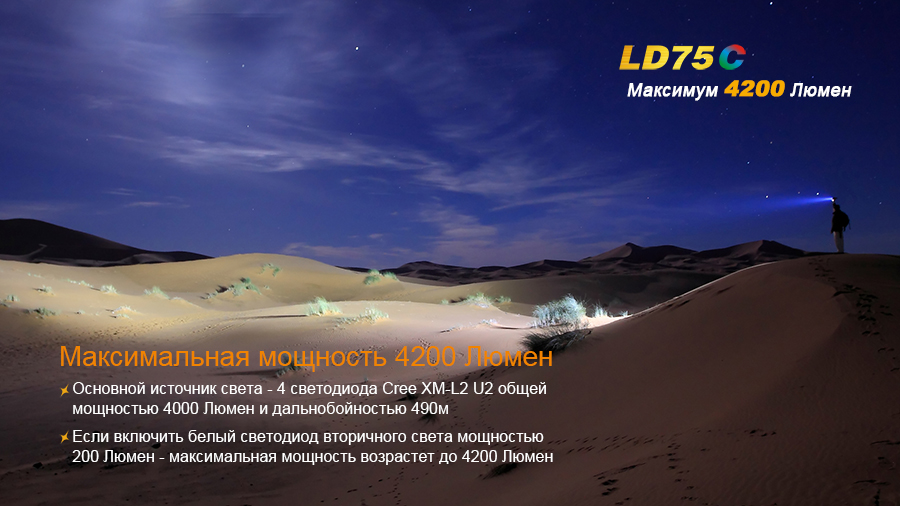 LD75C
Максимум 4200 Люмен
Максимальная мощность 4200 Люмен
Основной источник света - 4 светодиода Cree XM-L2 U2 общей
мощностью 4000 Люмен и дальнобойностью 490м
Если включить белый светодиод вторичного света мощностью
200 Люмен - максимальная мощность возрастет до 4200 Люмен